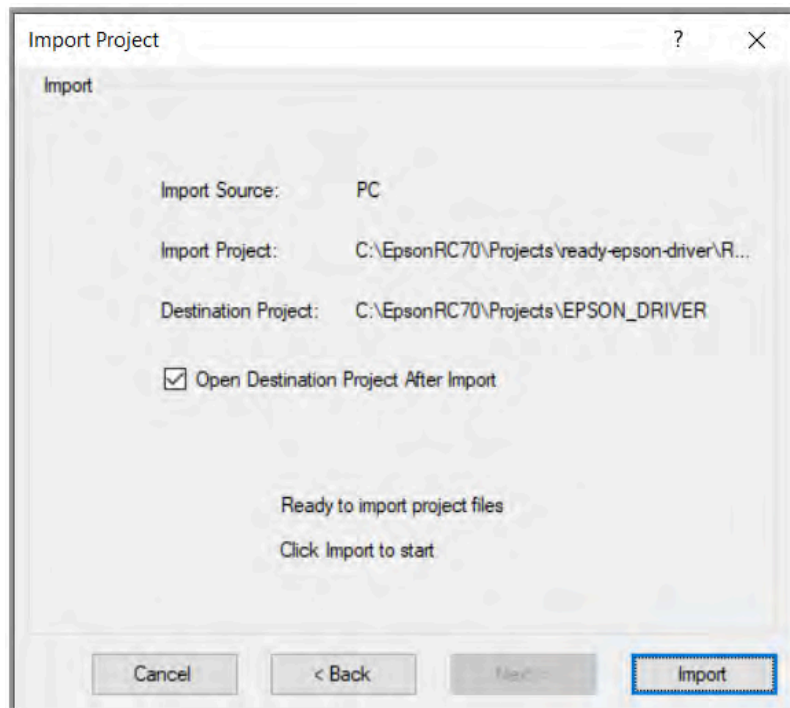 Import Project ? ×
Import
Import Source: PC
Import Project: C:\EpsonRC70\Projects\ready-epson-driver\R...
Destination Project: C:\EpsonRC70\Projects\EPSON_DRIVER
Open Destination Project After Import
Ready to import project files
Click Import to start
Cancel < Back Next > Import